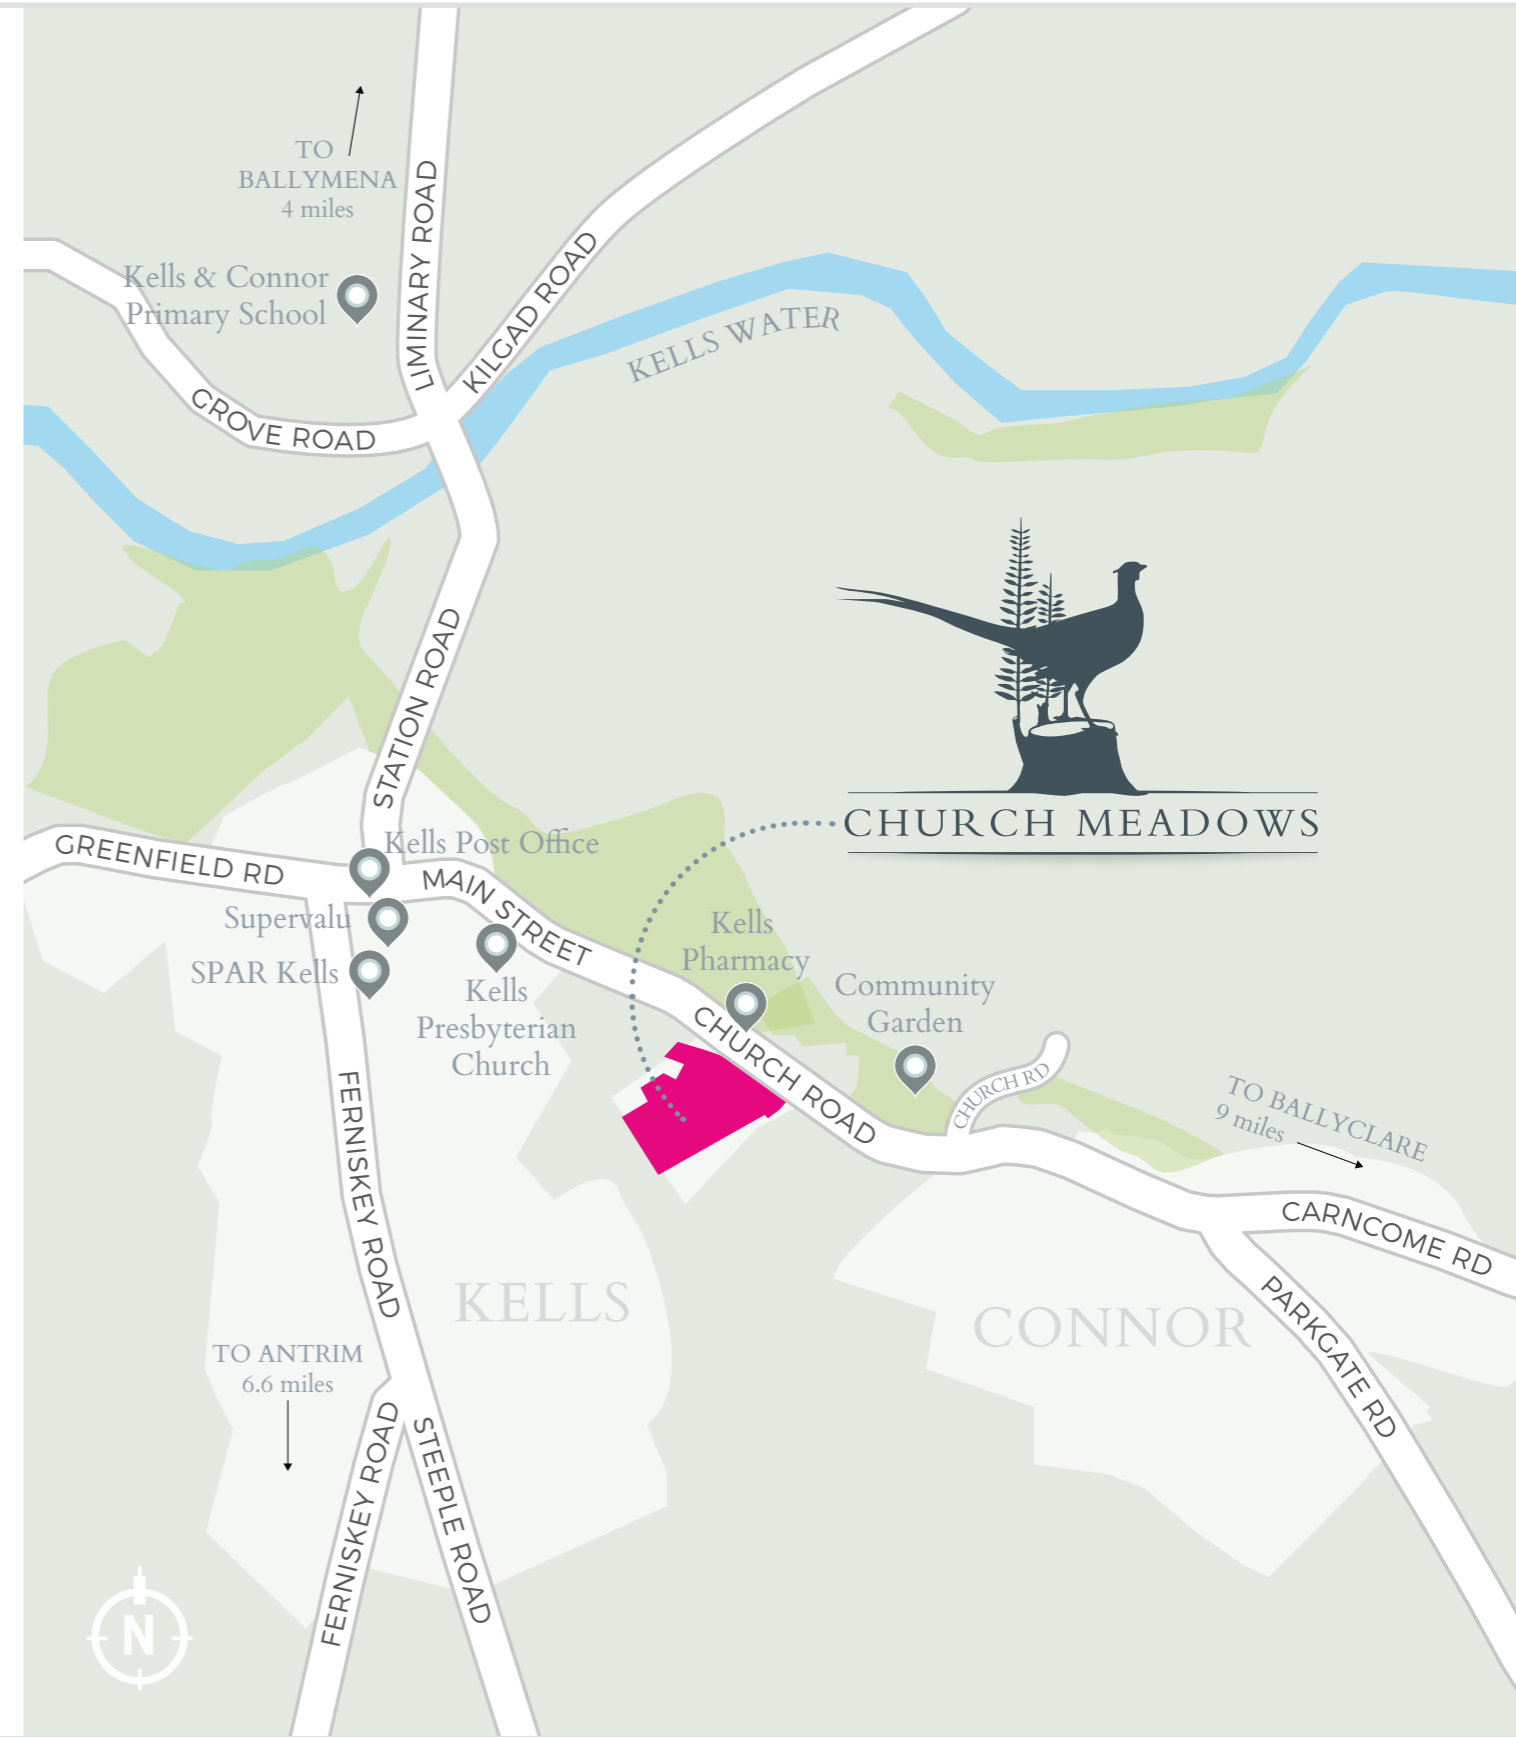 TO
BALLYMENA
4 miles
LIMINARY ROAD
KILGAD ROAD
Kells & Connor
Primary School
KELLS WATER
GROVE ROAD
STATION ROAD
CHURCH MEADOWS
GREENFIELD RD
Kells Post Office
MAIN STREET
Supervalu
SPAR Kells
Kells
Presbyterian
Church
Kells
Pharmacy
Community
Garden
CHURCH ROAD
CHURCH RD
TO BALLYCLARE
9 miles
FERNISKEY ROAD
CARNCOME RD
KELLS
CONNOR
PARKGATE RD
TO ANTRIM
6.6 miles
FERNISKEY ROAD
STEEPLE ROAD
N